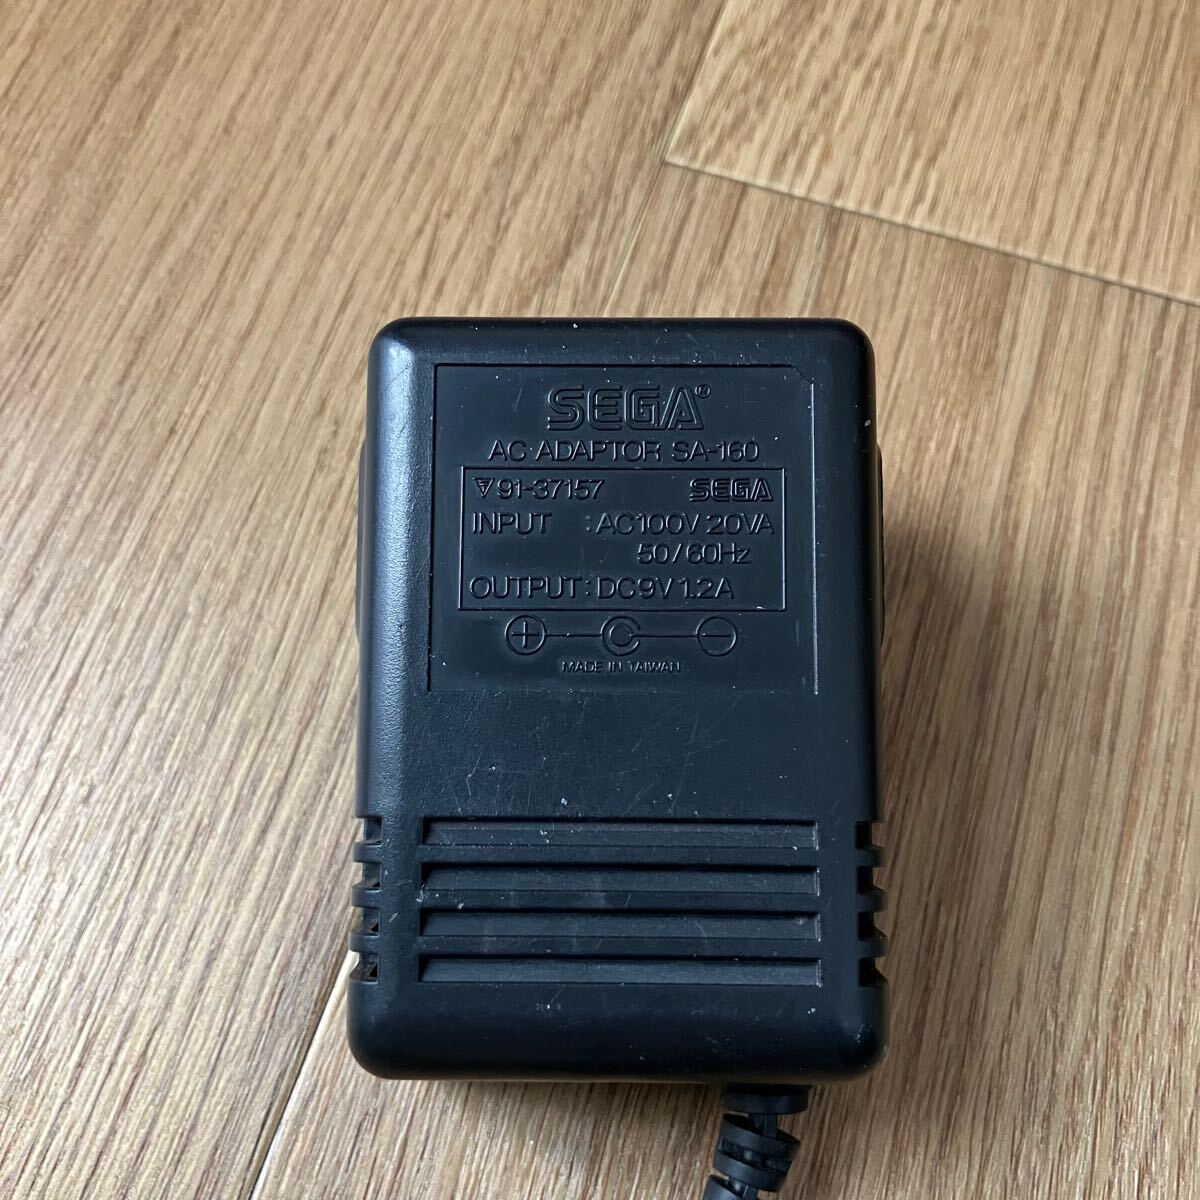 SEGA®
AC ADAPTOR SA-160
▽91-37157 SEGA
INPUT :AC100V 20VA
50/60Hz
OUTPUT:DC9V 1.2A
+ -
MADE IN TAIWAN